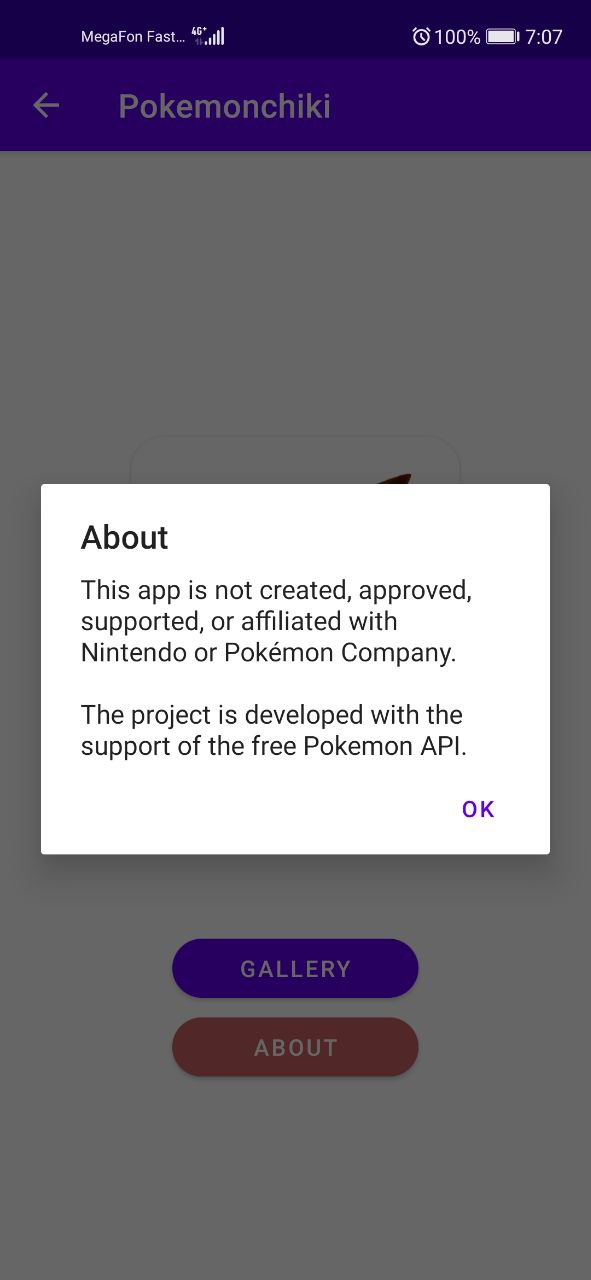 MegaFon Fast... 4G+ 100% 7:07
Pokemonchiki
About
This app is not created, approved,
supported, or affiliated with
Nintendo or Pokémon Company.
The project is developed with the
support of the free Pokemon API.
OK
GALLERY
ABOUT